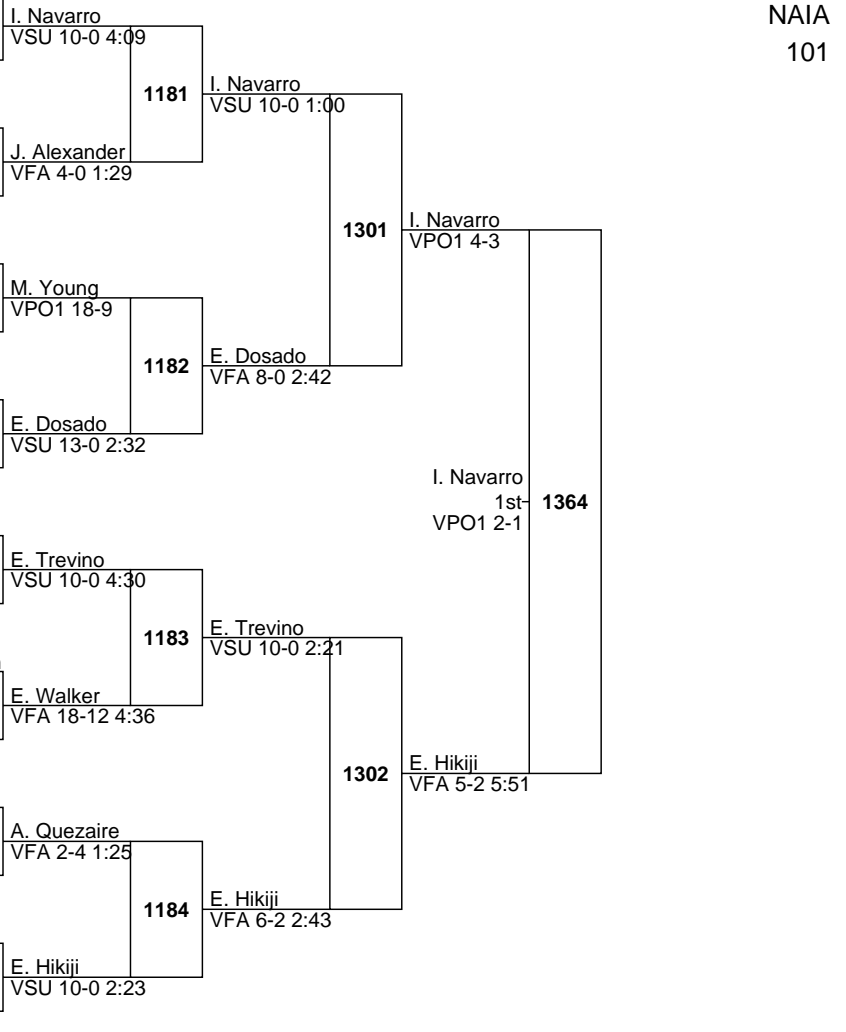 NAIA
101
I. Navarro
VSU 10-0 4:09
1181
I. Navarro
VSU 10-0 1:00
J. Alexander
VFA 4-0 1:29
1301
I. Navarro
VPO1 4-3
M. Young
VPO1 18-9
1182
E. Dosado
VFA 8-0 2:42
E. Dosado
VSU 13-0 2:32
I. Navarro
1st
VPO1 2-1
1364
E. Trevino
VSU 10-0 4:30
1183
E. Trevino
VSU 10-0 2:21
E. Walker
VFA 18-12 4:36
1302
E. Hikiji
VFA 5-2 5:51
A. Quezaire
VFA 2-4 1:25
1184
E. Hikiji
VFA 6-2 2:43
E. Hikiji
VSU 10-0 2:23